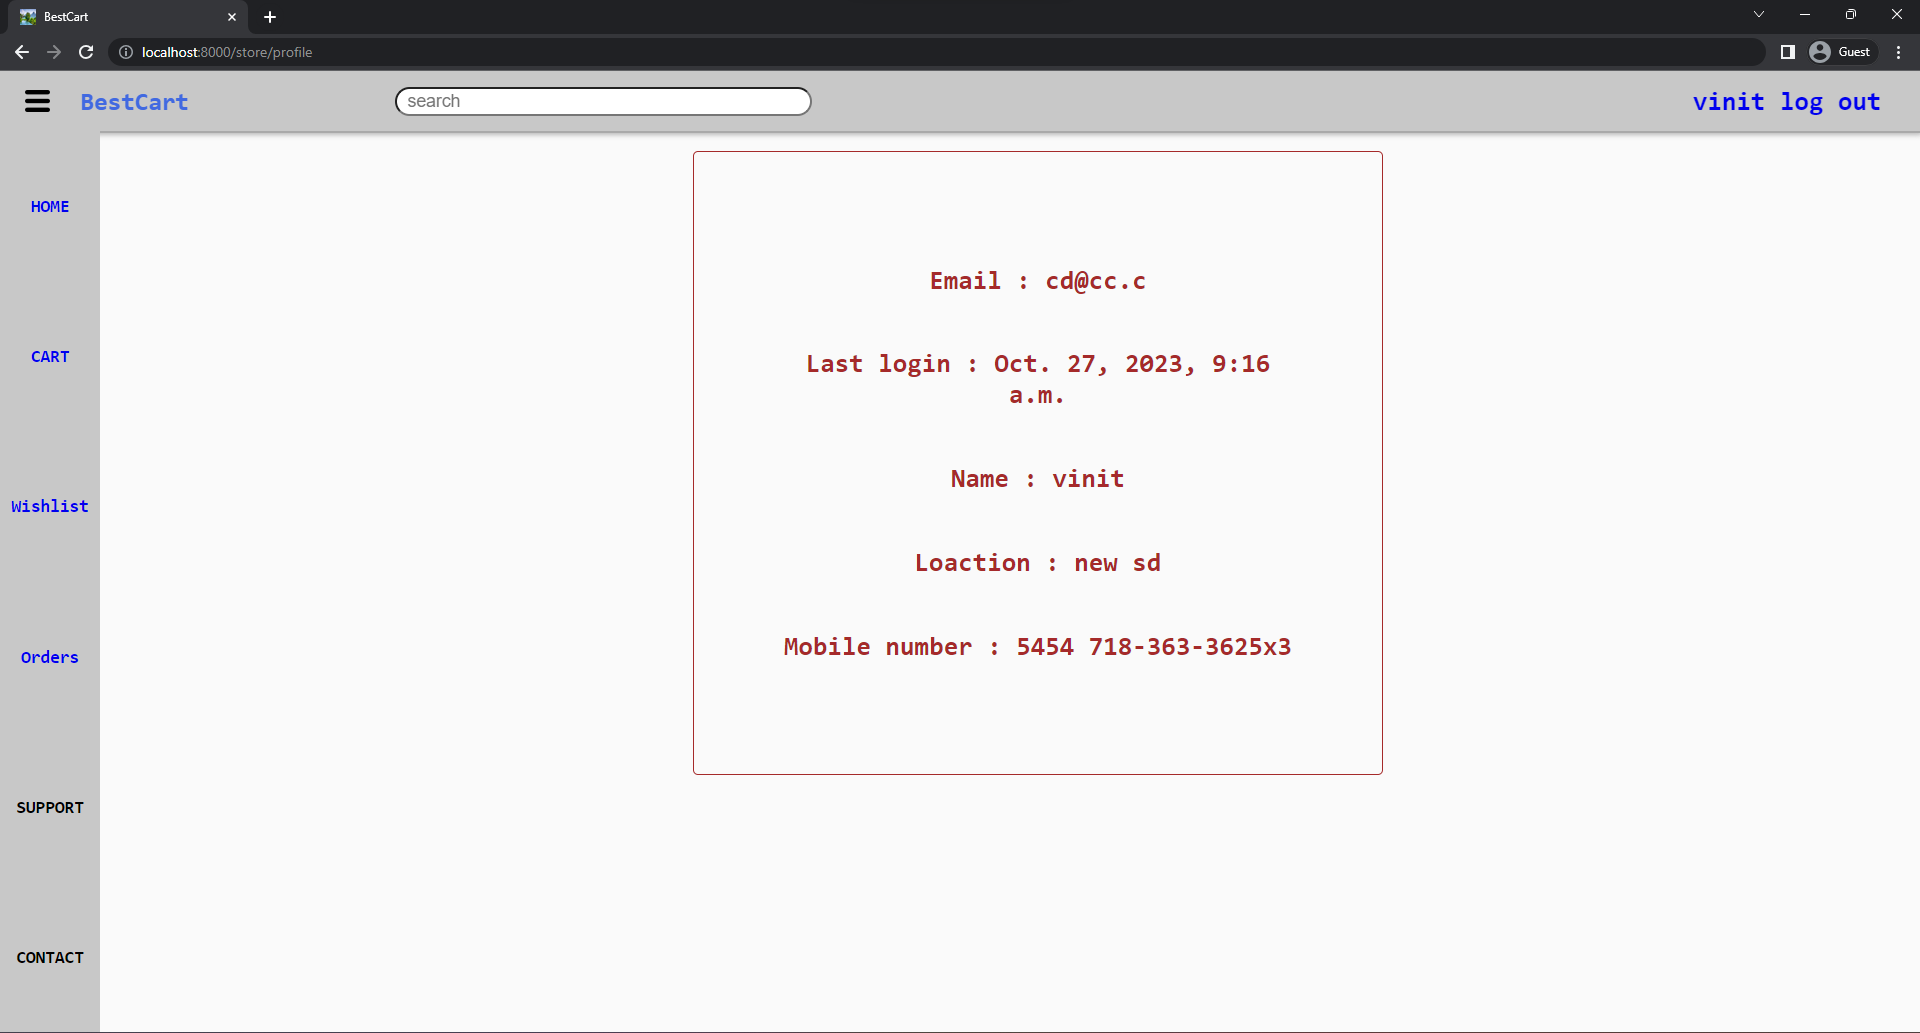 BestCart
localhost:8000/store/profile
Guest
BestCart
search
vinit log out
HOME
CART
Wishlist
Orders
SUPPORT
CONTACT
Email : cd@cc.c
Last login : Oct. 27, 2023, 9:16
a.m.
Name : vinit
Loaction : new sd
Mobile number : 5454 718-363-3625x3